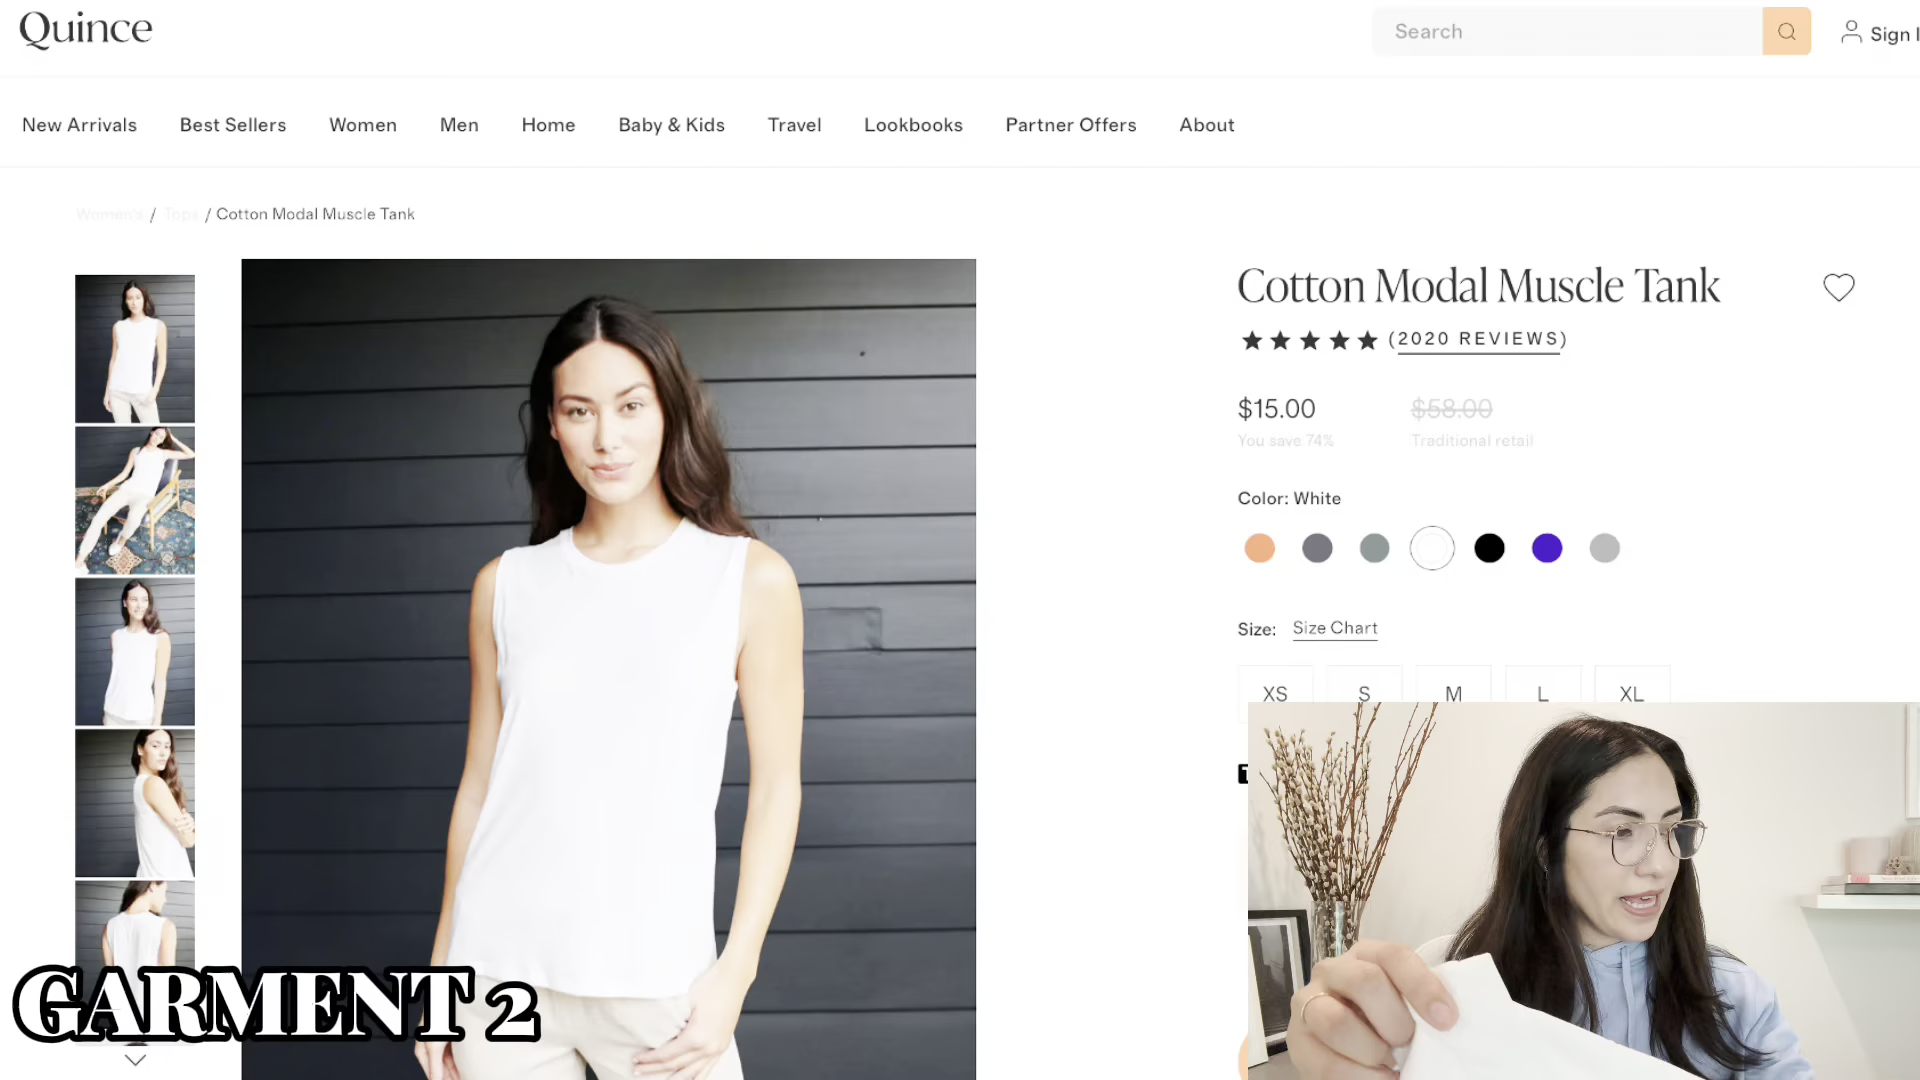 Quince
Search
Sign I
New Arrivals
Best Sellers
Women
Men
Home
Baby & Kids
Travel
Lookbooks
Partner Offers
About
Women's / Tops / Cotton Modal Muscle Tank
Cotton Modal Muscle Tank
(2020 REVIEWS)
$15.00
$58.00
You save 74%
Traditional retail
Color: White
Size: Size Chart
XS
S
M
L
XL
GARMENT 2